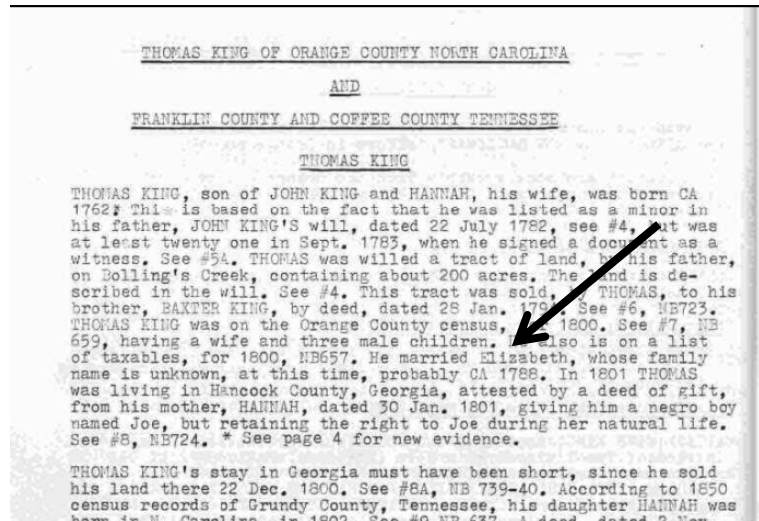 THOMAS KING OF ORANGE COUNTY NORTH CAROLINA
AND
FRANKLIN COUNTY AND COFFEE COUNTY TENNESSEE
THOMAS KING
THOMAS KING, son of JOHN KING and HANNAH, his wife, was born CA
1762* This is based on the fact that he was listed as a minor in
his father, JOHN KING'S will, dated 22 July 1782, see #4, but was
at least twenty one in Sept. 1783, when he signed a document as a
witness. See #5A. THOMAS was willed a tract of land, by his father,
on Bolling's Creek, containing about 200 acres. The land is de-
scribed in the will. See #4. This tract was sold, by THOMAS, to his
brother, BAXTER KING, by deed, dated 28 Jan. See #6, NB723.
THOMAS KING was on the Orange County census, 1800. See #7, NB
659, having a wife and three male children. also is on a list
of taxables, for 1800, NB657. He married Elizabeth, whose family
name is unknown, at this time, probably CA 1788. In 1801 THOMAS
was living in Hancock County, Georgia, attested by a deed of gift,
from his mother, HANNAH, dated 30 Jan. 1801, giving him a negro boy
named Joe, but retaining the right to Joe during her natural life.
See #8, NB724. * See page 4 for new evidence.
THOMAS KING's stay in Georgia must have been short, since he sold
his land there 22 Dec. 1800. See #8A, NB 739-40. According to 1850
census records of Grundy County, Tennessee, his daughter HANNAH was